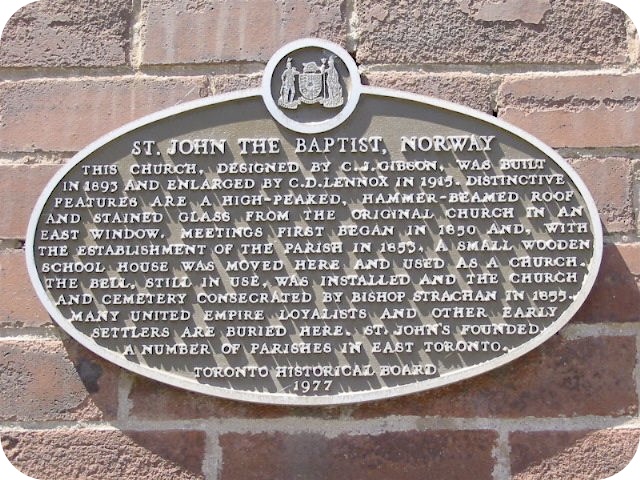 ST. JOHN THE BAPTIST, NORWAY
THIS CHURCH, DESIGNED BY C.J. GIBSON, WAS BUILT
IN 1893 AND ENLARGED BY C.D. LENNOX IN 1915. DISTINCTIVE
FEATURES ARE A HIGH-PEAKED, HAMMER-BEAMED ROOF
AND STAINED GLASS FROM THE ORIGINAL CHURCH IN AN
EAST WINDOW. MEETINGS FIRST BEGAN IN 1850 AND, WITH
THE ESTABLISHMENT OF THE PARISH IN 1853, A SMALL WOODEN
SCHOOL HOUSE WAS MOVED HERE AND USED AS A CHURCH.
THE BELL, STILL IN USE, WAS INSTALLED AND THE CHURCH
AND CEMETERY CONSECRATED BY BISHOP STRACHAN IN 1855.
MANY UNITED EMPIRE LOYALISTS AND OTHER EARLY
SETTLERS ARE BURIED HERE. ST. JOHN'S FOUNDED
A NUMBER OF PARISHES IN EAST TORONTO.
TORONTO HISTORICAL BOARD
1977